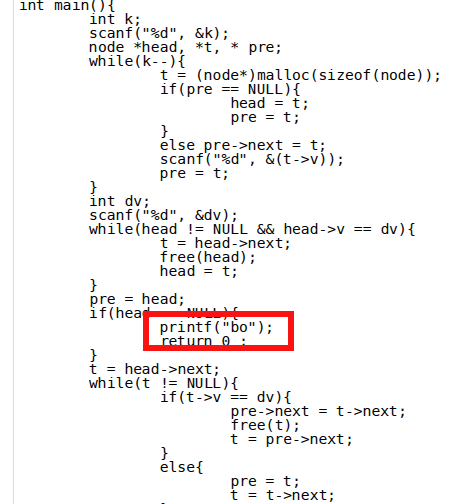 int main(){
int k;
scanf("%d", &k);
node *head, *t, * pre;
while(k--){
t = (node*)malloc(sizeof(node));
if(pre == NULL){
head = t;
pre = t;
}
else pre->next = t;
scanf("%d", &(t->v));
pre = t;
}
int dv;
scanf("%d", &dv);
while(head != NULL && head->v == dv){
t = head->next;
free(head);
head = t;
}
pre = head;
if(head NULL){
printf("bo");
return 0 ;
}
t = head->next;
while(t != NULL){
if(t->v == dv){
pre->next = t->next;
free(t);
t = pre->next;
}
else{
pre = t;
t = t->next;